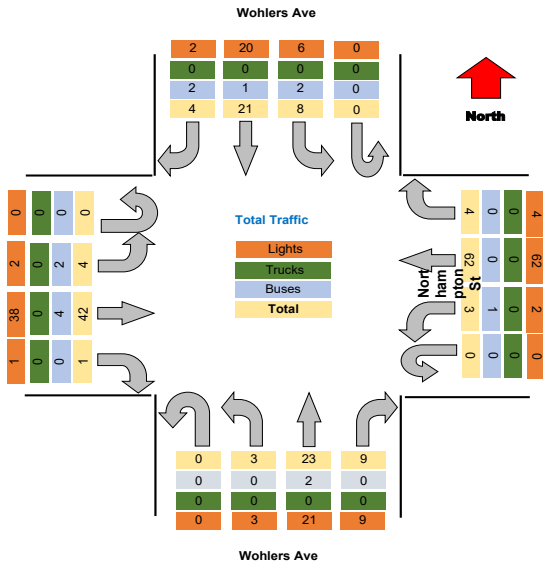 Wohlers Ave
2 20 6 0
0 0 0 0
2 1 2 0
4 21 8 0
North
0 0 0 0
2 0 2 4
38 0 4 42
1 0 0 1
Total Traffic
Lights
Trucks
Buses
Total
4 0 0 4
62 0 0 62
3 1 0 2
0 0 0 0
Nort
ham
pton
St
0 3 23 9
0 0 2 0
0 0 0 0
0 3 21 9
Wohlers Ave